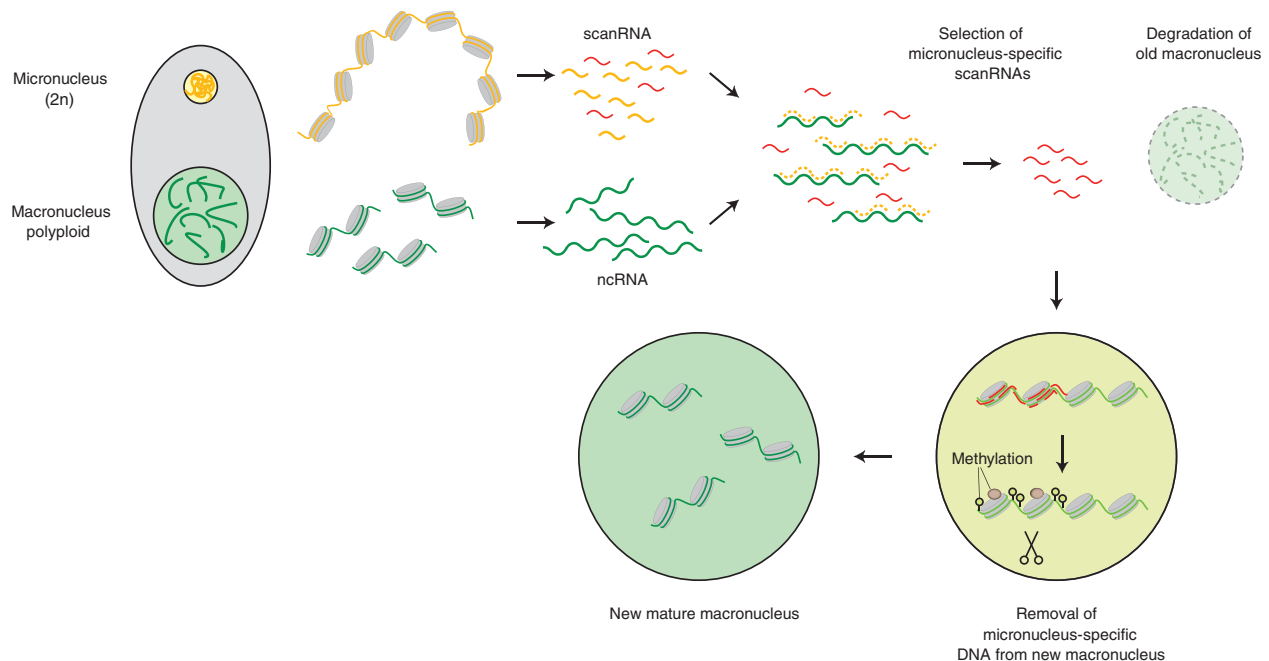 Micronucleus
(2n)
Macronucleus
polyploid
scanRNA
ncRNA
Selection of
micronucleus-specific
scanRNAs
Degradation of
old macronucleus
Methylation
New mature macronucleus
Removal of
micronucleus-specific
DNA from new macronucleus